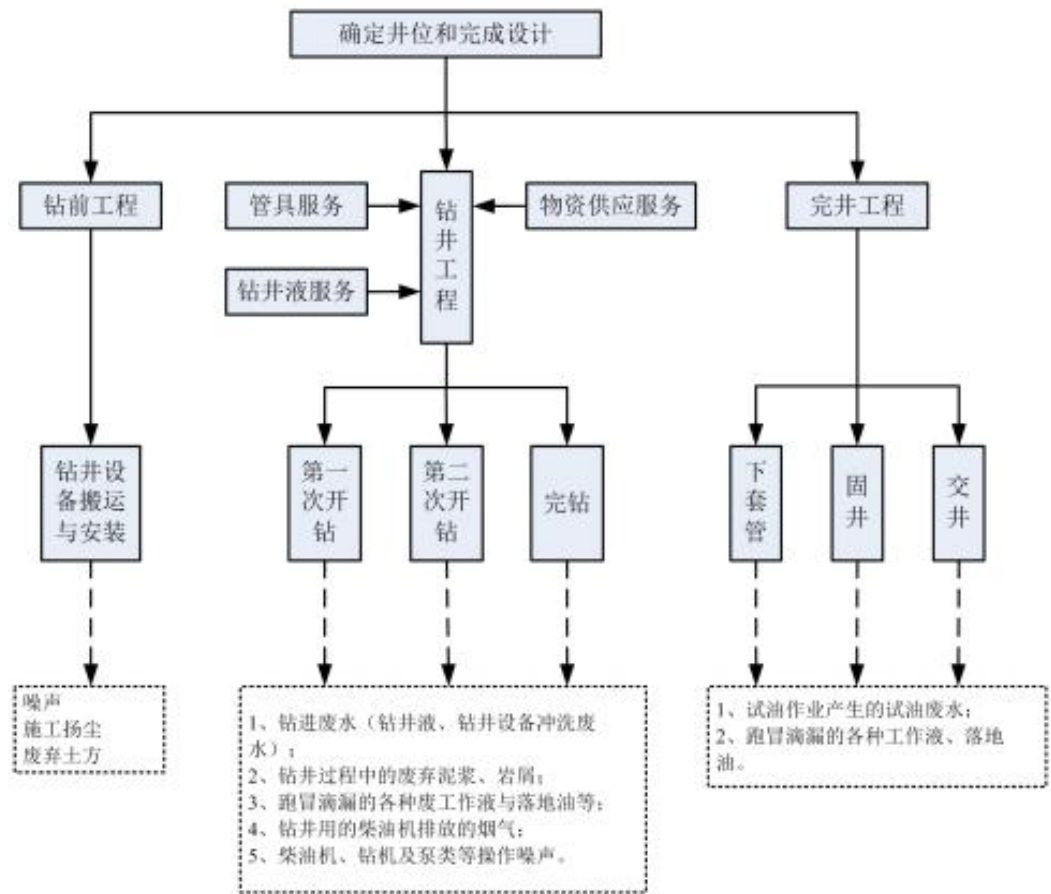 确定井位和完成设计
钻前工程
管具服务
钻井液服务
钻
井
工
程
物资供应服务
完井工程
钻井设
备搬运
与安装
第一
次开
钻
第二
次开
钻
完钻
下
套
管
固
井
交
井
噪声
施工扬尘
废弃土方
1、钻进废水（钻井液、钻井设备冲洗废
水）；
2、钻井过程中的废弃泥浆、岩屑；
3、跑冒滴漏的各种废工作液与落地油等；
4、钻井用的柴油机排放的烟气；
5、柴油机、钻机及泵类等操作噪声。
1、试油作业产生的试油废水；
2、跑冒滴漏的各种工作液、落地
油。